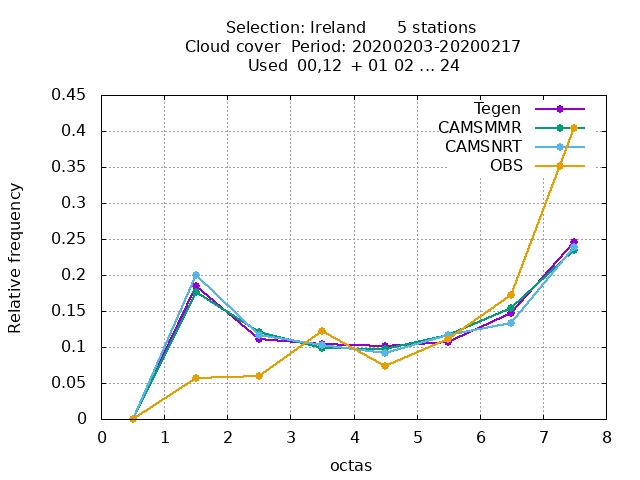 Selection: Ireland 5 stations
Cloud cover Period: 20200203-20200217
Used 00,12 + 01 02 ... 24
0.45
0.4
0.35
0.3
0.25
0.2
0.15
0.1
0.05
0
Relative frequency
Tegen
CAMSMMR
CAMSNRT
OBS
0 1 2 3 4 5 6 7 8
octas